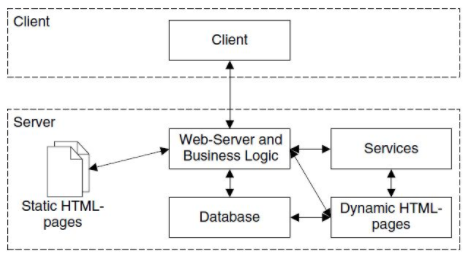 Client
Client
Server
Web-Server and
Business Logic
Services
Static HTML-
pages
Database
Dynamic HTML-
pages